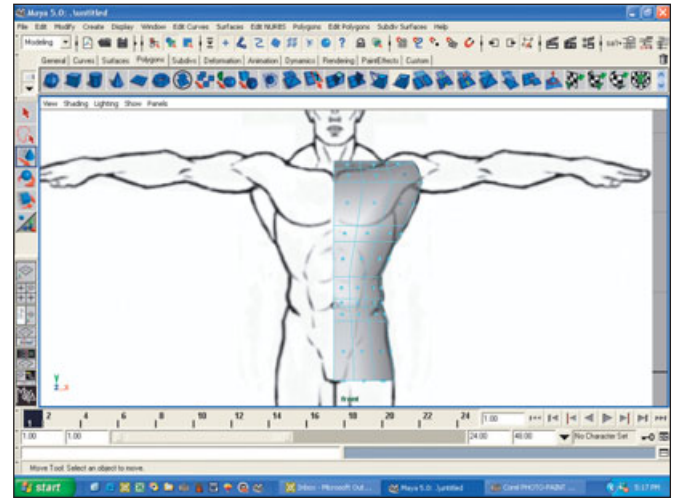 Maya 5.0: .\untitled
File Edit Modify Create Display Window Edit Curves Surfaces Edit NURBS Polygons Edit Polygons Subdiv Surfaces Help
Modeling
General Curves Surfaces Polygons Subdivs Deformation Animation Dynamics Rendering PaintEffects Custom
View Shading Lighting Show Panels
y
z x
front
1 2 4 6 8 10 12 14 16 18 20 22 24 1.00
1.00 1.00 24.00 48.00 No Character Set
Move Tool: Select an object to move.
start Inbox - Microsoft Out... Maya 5.0: .\untitled Corel PHOTO-PAINT ... 5:17 PM